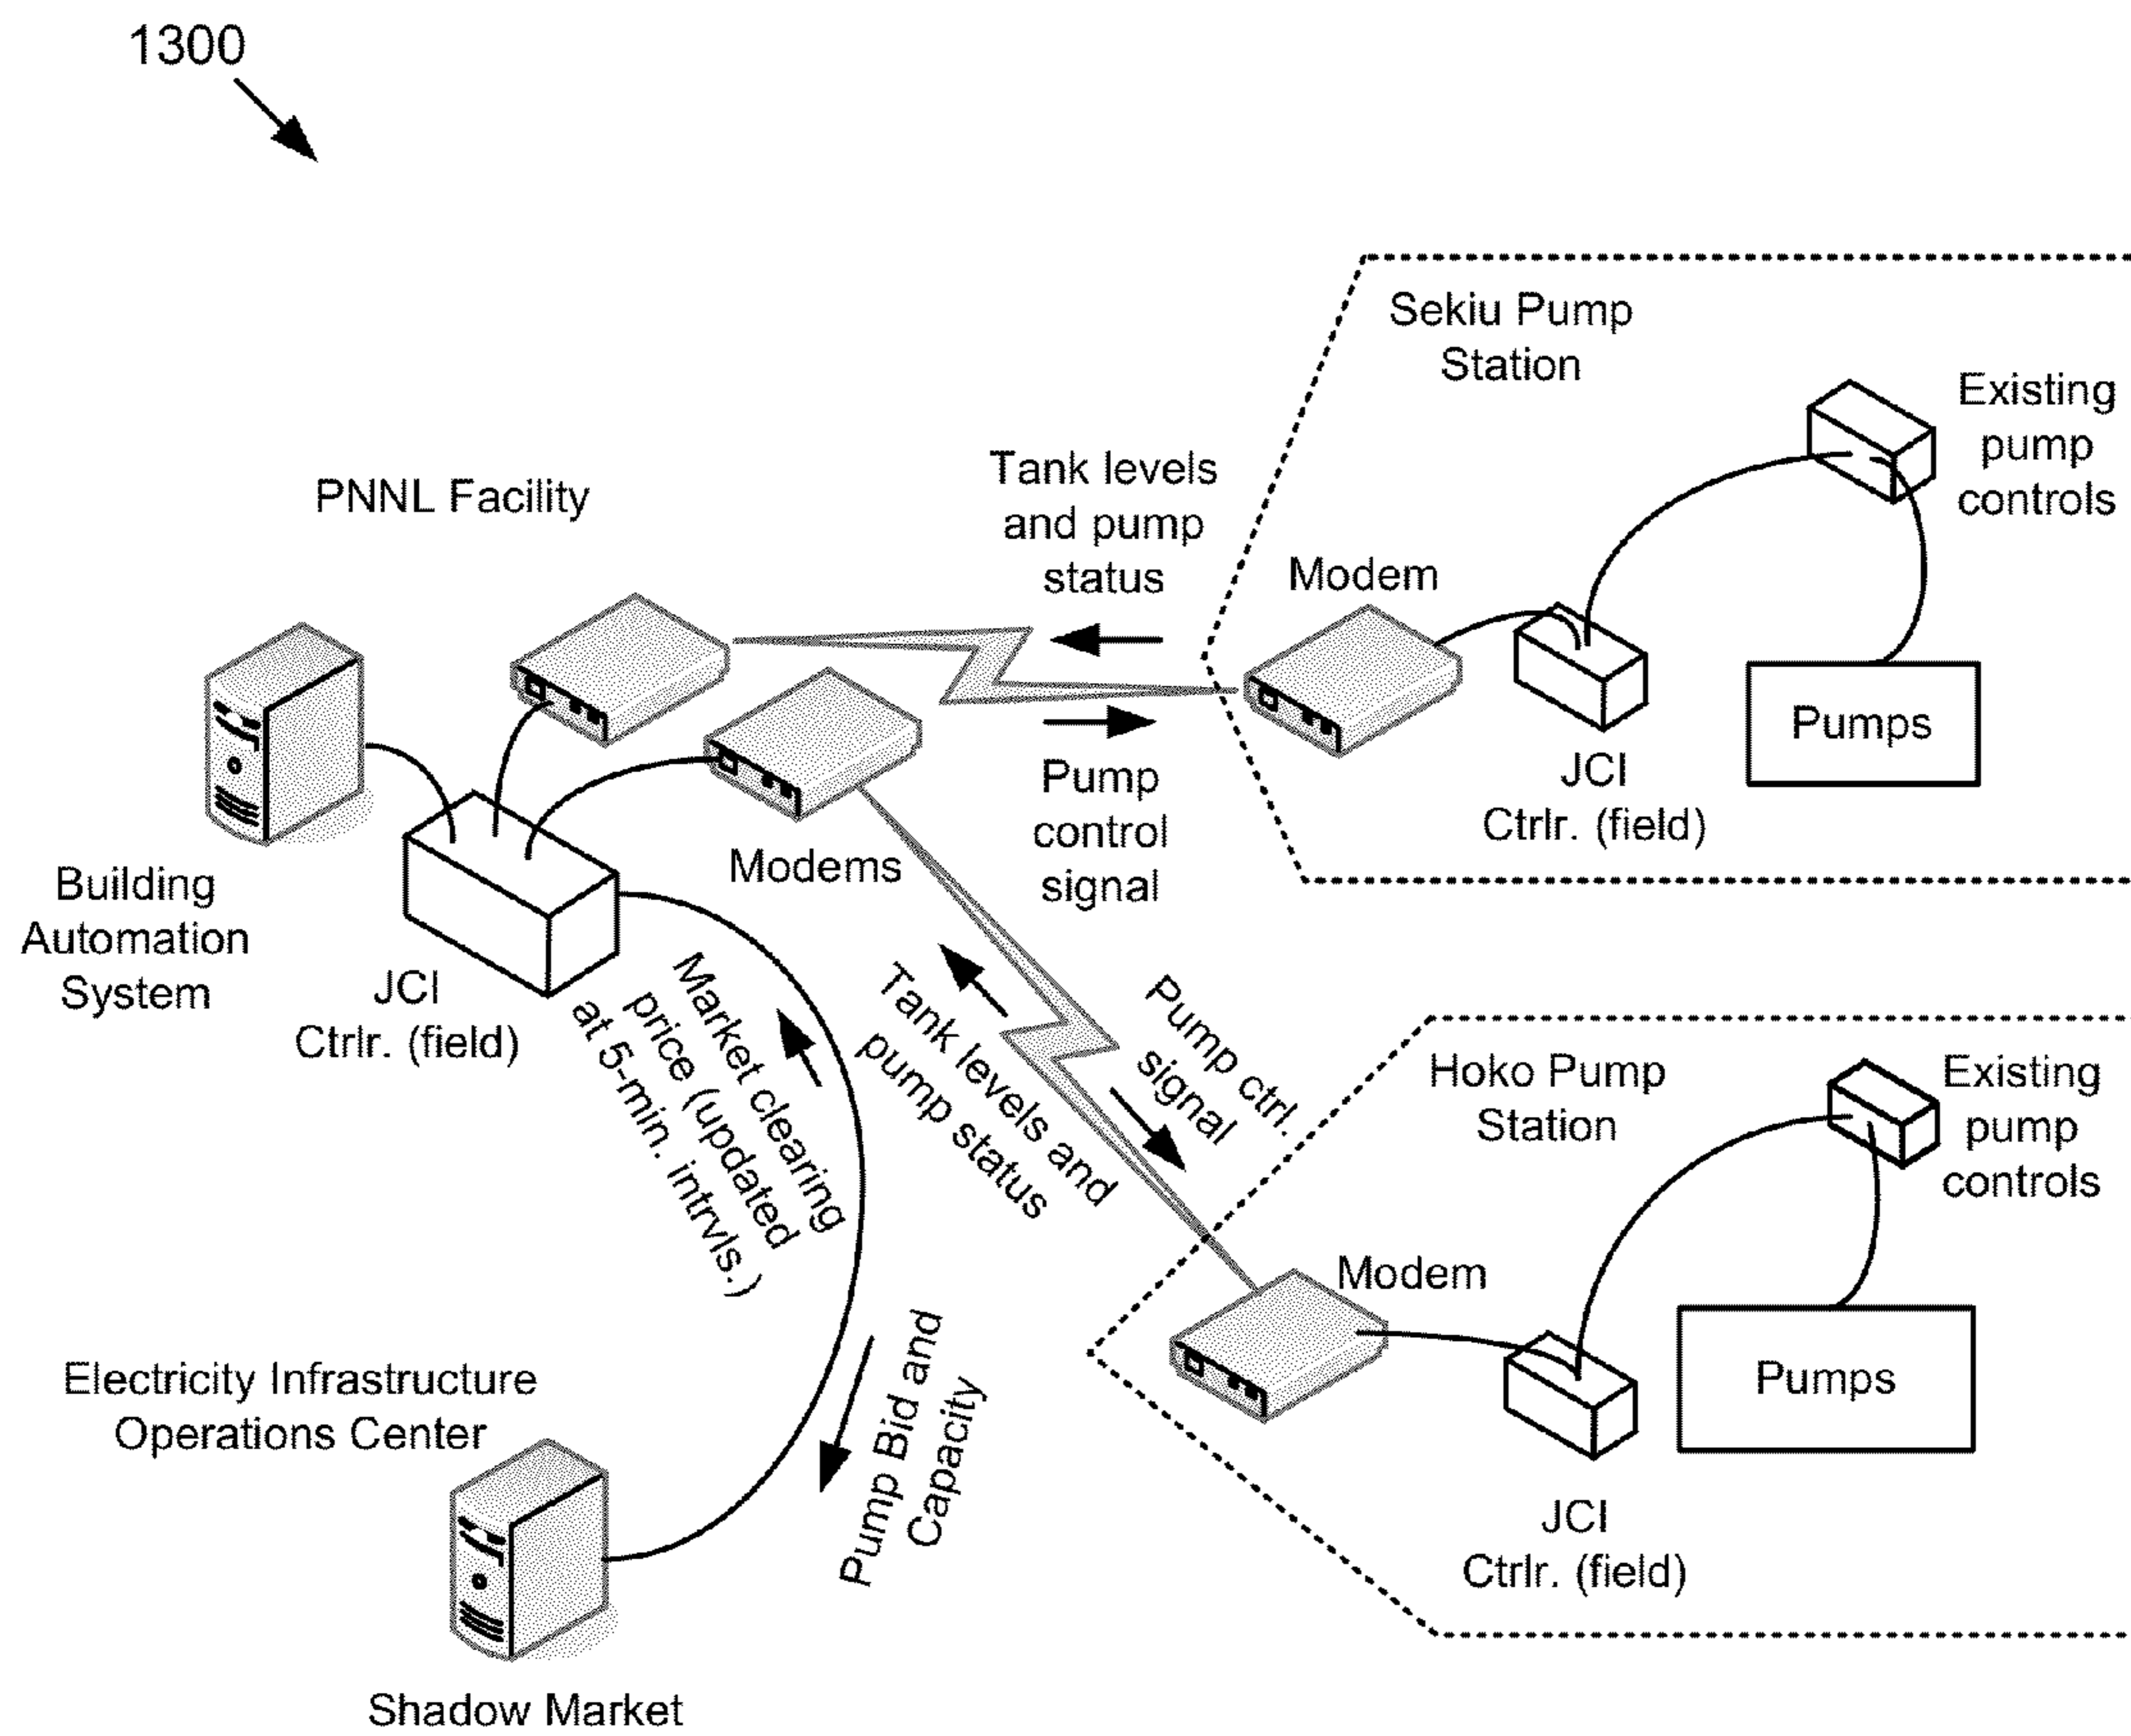 1300
Sekiu Pump
Station
Existing
pump
controls
Tank levels
and pump
status
PNNL Facility
Modem
Pumps
JCI
Ctrlr. (field)
Pump
control
signal
Modems
Building
Automation
System
JCI
Ctrlr. (field)
Market clearing
price (updated
at 5-min. intrvls.)
Tank levels and
pump status
Pump ctrl.
signal
Hoko Pump
Station
Existing
pump
controls
Modem
Pumps
JCI
Ctrlr. (field)
Pump Bid and
Capacity
Electricity Infrastructure
Operations Center
Shadow Market